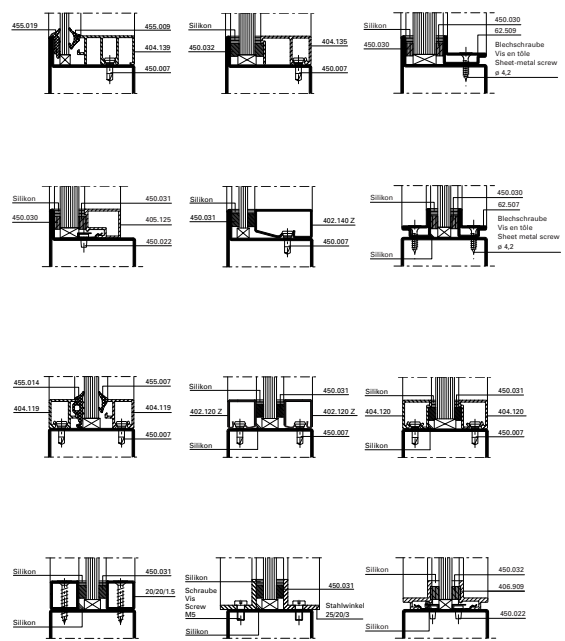 455.019
455.009
404.139
450.007
Silikon
450.032
404.135
450.007
Silikon
450.030
450.030
62.509
Blechschraube
Vis en tôle
Sheet-metal screw
ø 4,2
Silikon
450.030
450.031
405.125
450.022
Silikon
450.031
402.140 Z
450.007
Silikon
Silikon
450.030
62.507
Blechschraube
Vis en tôle
Sheet metal screw
ø 4,2
455.014
404.119
455.007
404.119
450.007
Silikon
402.120 Z
Silikon
450.031
402.120 Z
450.007
Silikon
404.120
Silikon
450.031
404.120
450.007
Silikon
Silikon
450.031
20/20/1.5
Silikon
Schraube
Vis
Screw
M5
Silikon
450.031
Stahlwinkel
25/20/3
Silikon
Silikon
450.032
406.909
450.022